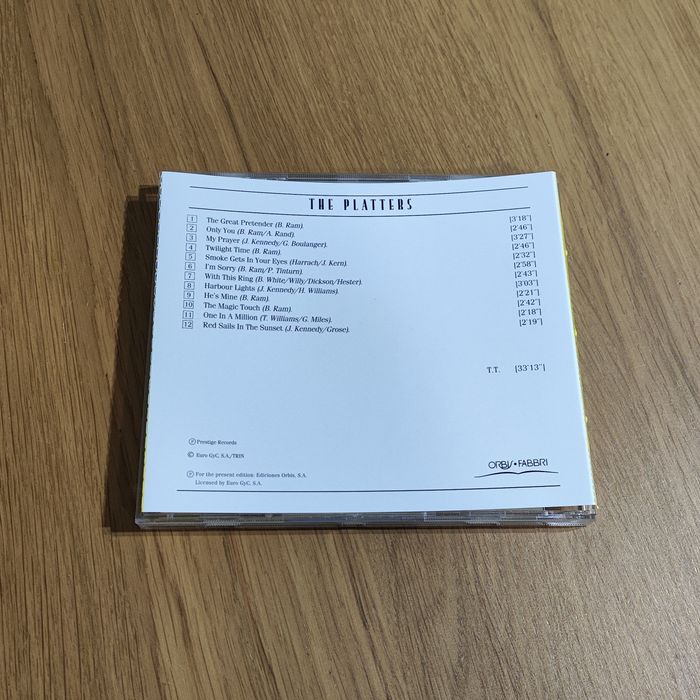 THE PLATTERS
1 The Great Pretender (B. Ram). [3'18"]
2 Only You (B. Ram/A. Rand). [2'46"]
3 My Prayer (J. Kennedy/G. Boulanger). [3'27"]
4 Twilight Time (B. Ram). [2'46"]
5 Smoke Gets In Your Eyes (Harrach/J. Kern). [2'32"]
6 I'm Sorry (B. Ram/P. Tinturn). [2'58"]
7 With This Ring (B. White/Willy/Dickson/Hester). [2'43"]
8 Harbour Lights (J. Kennedy/H. Williams). [3'03"]
9 He's Mine (B. Ram). [2'21"]
10 The Magic Touch (B. Ram). [2'42"]
11 One In A Million (T. Williams/G. Miles). [2'18"]
12 Red Sails In The Sunset (J. Kennedy/Grose). [2'19"]
T.T. [33'13"]
Ⓟ Prestige Records
© Euro GyC, S.A./TRIN
Ⓟ For the present edition: Ediciones Orbis, S.A.
Licensed by Euro GyC, S.A.
ORBIS•FABBRI